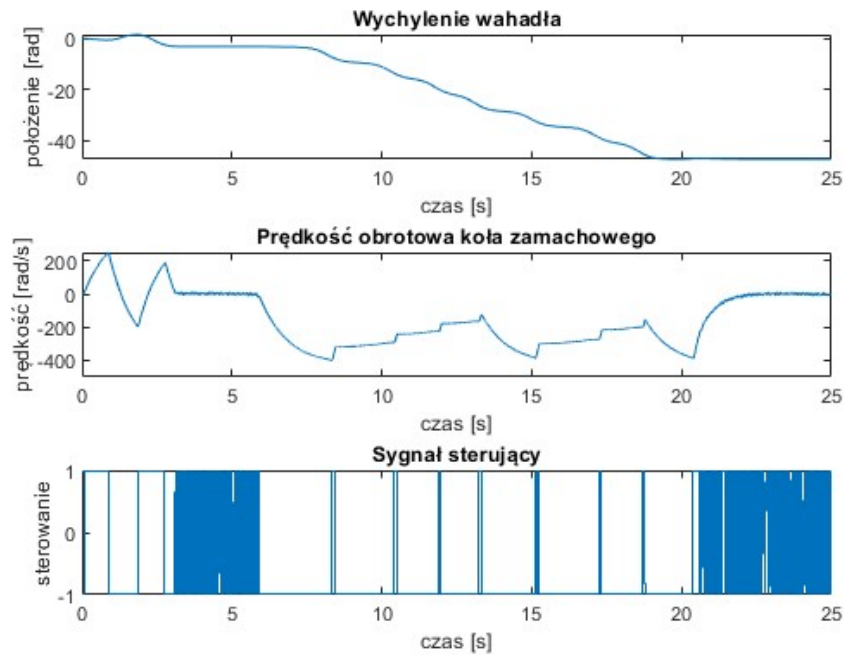 Wychylenie wahadła
położenie [rad]
0
-20
-40
0 5 10 15 20 25
czas [s]
Prędkość obrotowa koła zamachowego
prędkość [rad/s]
200
0
-200
-400
0 5 10 15 20 25
czas [s]
Sygnał sterujący
sterowanie
1
0
-1
0 5 10 15 20 25
czas [s]